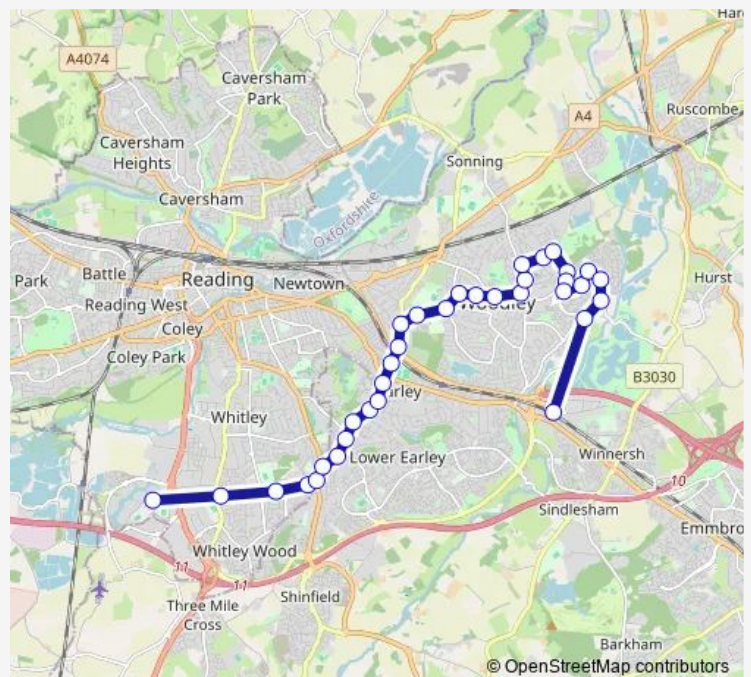 Har
A4074
Caversham
Park
A4
Ruscombe
Caversham
Heights
Sonning
Caversham
Oxfordshire
Park
Battle
Reading
Newtown
Hurst
Reading West
Woodley
Coley
Coley Park
B3030
Earley
Whitley
Lower Earley
Winnersh
10
Sindlesham
Emmbro
Whitley Wood
11
11
Three Mile
Cross
Shinfield
Barkham
© OpenStreetMap contributors